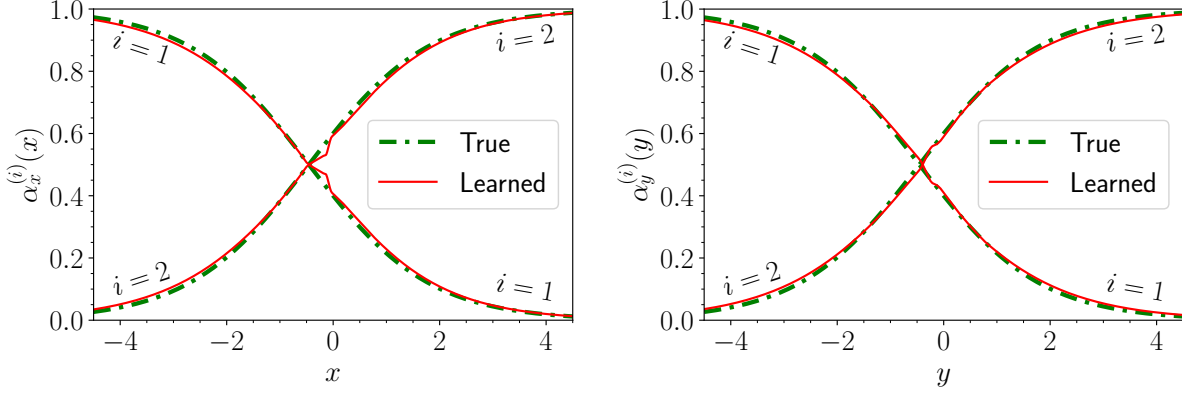 1.0
0.8
0.6
0.4
0.2
0.0
−4
−2
0
2
4
x
α_x^{(i)}(x)
i = 1
i = 2
i = 2
i = 1
True
Learned
1.0
0.8
0.6
0.4
0.2
0.0
−4
−2
0
2
4
y
α_y^{(i)}(y)
i = 1
i = 2
i = 2
i = 1
True
Learned